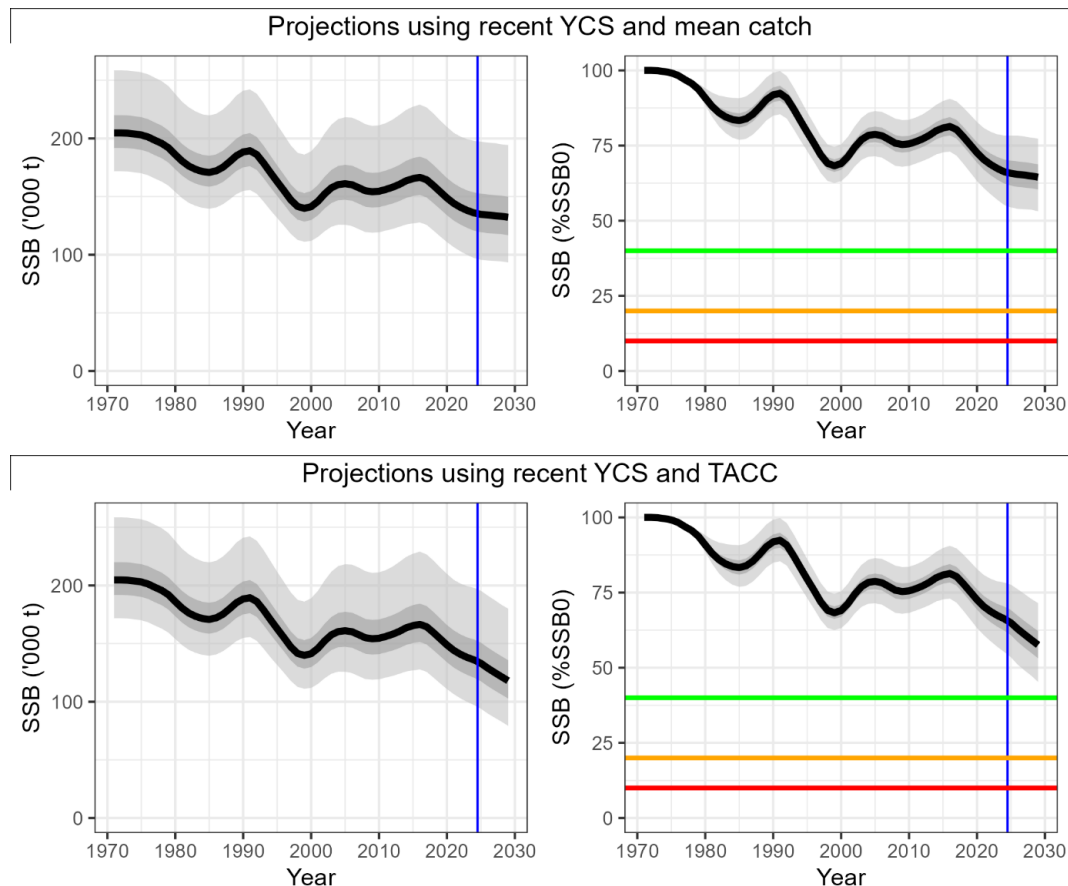 Projections using recent YCS and mean catch
SSB ('000 t)
200
100
0
1970 1980 1990 2000 2010 2020 2030
Year
SSB (%SSB0)
100
75
50
25
0
1970 1980 1990 2000 2010 2020 2030
Year
Projections using recent YCS and TACC
SSB ('000 t)
200
100
0
1970 1980 1990 2000 2010 2020 2030
Year
SSB (%SSB0)
100
75
50
25
0
1970 1980 1990 2000 2010 2020 2030
Year